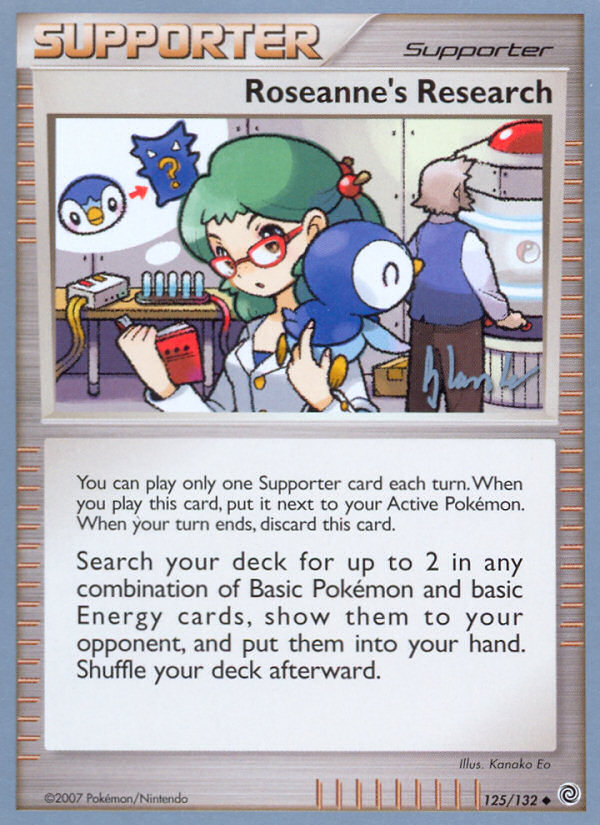 SUPPORTER
Supporter
Roseanne's Research
?
You can play only one Supporter card each turn. When
you play this card, put it next to your Active Pokémon.
When your turn ends, discard this card.
Search your deck for up to 2 in any
combination of Basic Pokémon and basic
Energy cards, show them to your
opponent, and put them into your hand.
Shuffle your deck afterward.
Illus. Kanako Eo
©2007 Pokémon/Nintendo
125/132